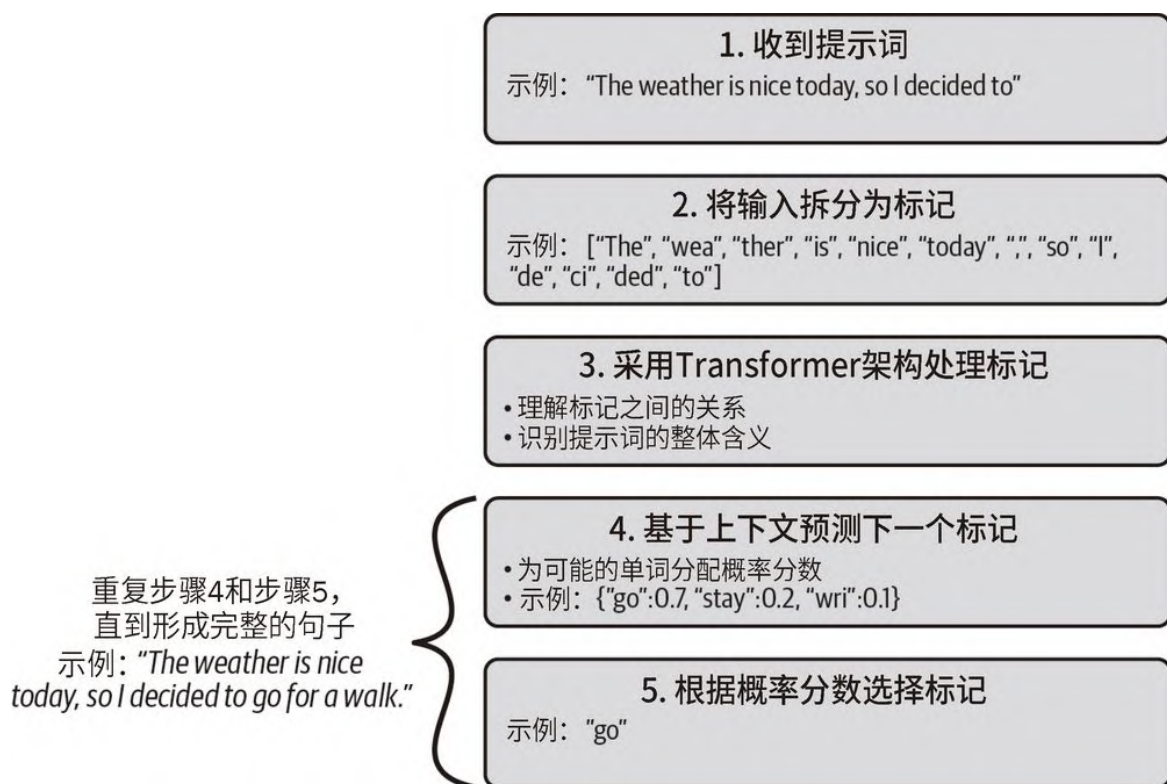 1. 收到提示词
示例：“The weather is nice today, so I decided to”
2. 将输入拆分为标记
示例：[“The”, “wea”, “ther”, “is”, “nice”, “today”, “,”, “so”, “I”,
“de”, “ci”, “ded”, “to”]
3. 采用Transformer架构处理标记
• 理解标记之间的关系
• 识别提示词的整体含义
4. 基于上下文预测下一个标记
• 为可能的单词分配概率分数
• 示例：{"go":0.7, "stay":0.2, "wri":0.1}
重复步骤4和步骤5，
直到形成完整的句子
示例：“The weather is nice
today, so I decided to go for a walk.”
5. 根据概率分数选择标记
示例："go"